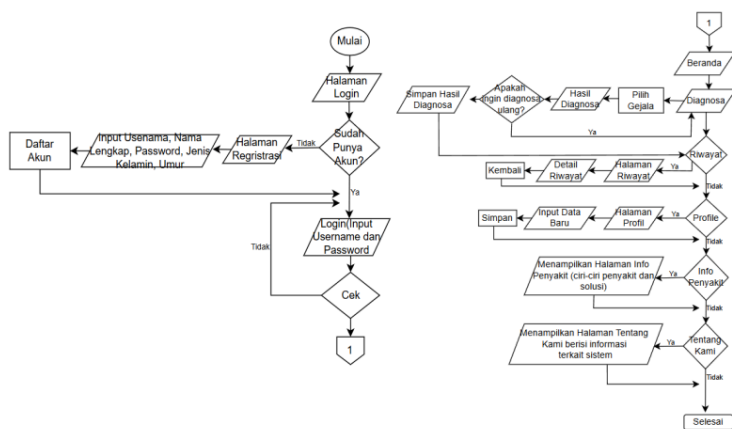 Mulai
Halaman
Login
Sudah
Punya
Akun?
Tidak
Halaman
Regristrasi
Input Usenama, Nama
Lengkap, Password, Jenis
Kelamin, Umur
Daftar
Akun
Ya
Login(Input
Username dan
Password
Tidak
Cek
1
1
Beranda
Diagnosa
Pilih
Gejala
Hasil
Diagnosa
Apakah
ingin diagnosa
ulang?
Simpan Hasil
Diagnosa
Ya
Riwayat
Ya
Halaman
Riwayat
Detail
Riwayat
Kembali
Tidak
Profile
Ya
Halaman
Profil
Input Data
Baru
Simpan
Tidak
Info
Penyakit
Ya
Menampilkan Halaman Info
Penyakit (ciri-ciri penyakit dan
solusi)
Tidak
Tentang
Kami
Ya
Menampilkan Halaman Tentang
Kami berisi informasi
terkait sistem
Tidak
Selesai